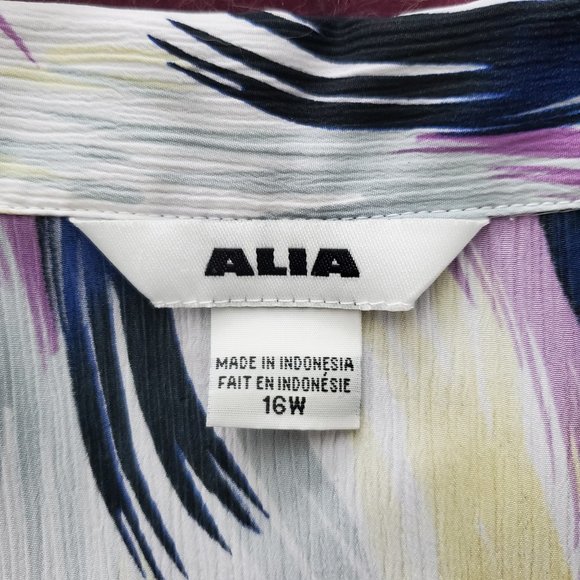 ALIA
MADE IN INDONESIA
FAIT EN INDONÉSIE
16W